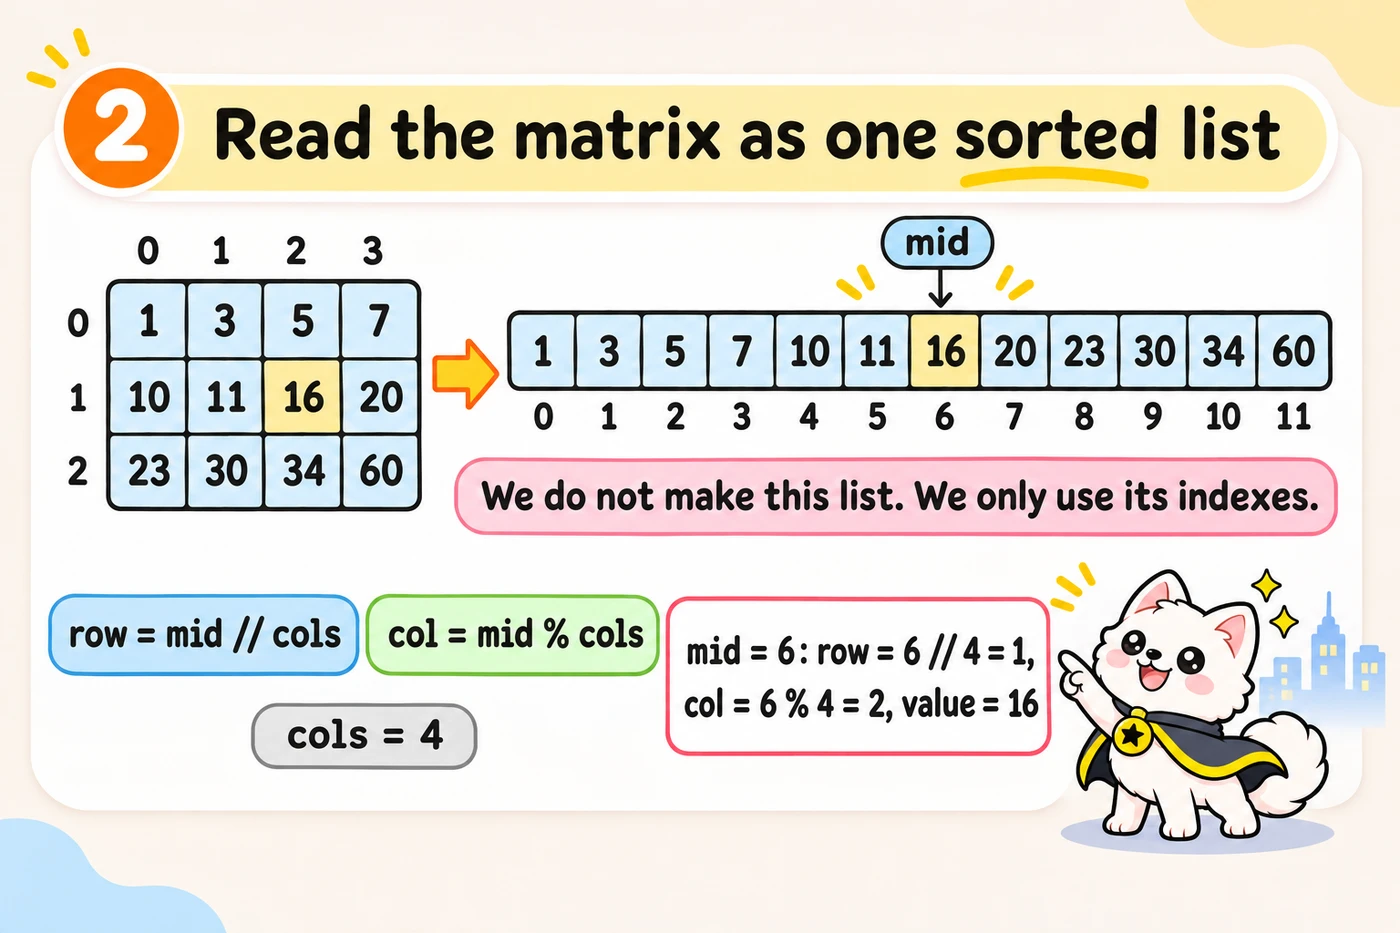 2
Read the matrix as one sorted list
0 1 2 3
0 1 3 5 7
1 10 11 16 20
2 23 30 34 60
mid
1 3 5 7 10 11 16 20 23 30 34 60
0 1 2 3 4 5 6 7 8 9 10 11
We do not make this list. We only use its indexes.
row = mid // cols
col = mid % cols
cols = 4
mid = 6: row = 6 // 4 = 1,
col = 6 % 4 = 2, value = 16